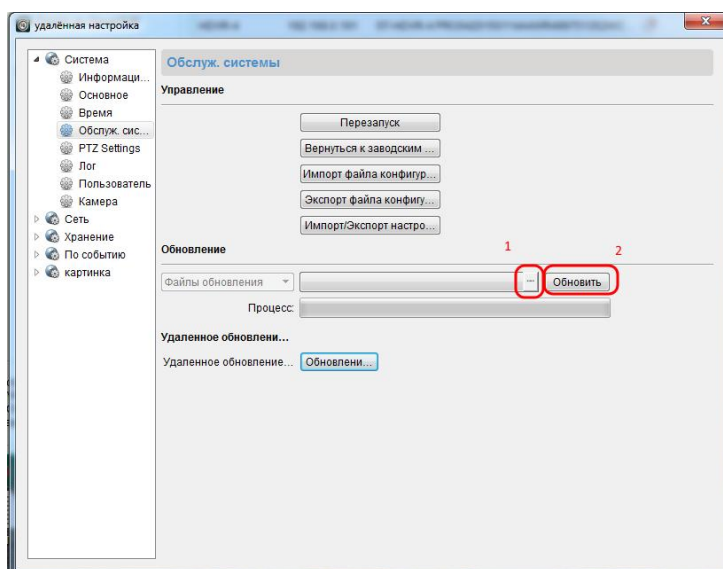 удалённая настройка
Система
Информаци...
Основное
Время
Обслуж. сис...
PTZ Settings
Лог
Пользователь
Камера
Сеть
Хранение
По событию
картинка
Обслуж. системы
Управление
Перезапуск
Вернуться к заводским ...
Импорт файла конфигур...
Экспорт файла конфигу...
Импорт/Экспорт настро...
1
2
Обновление
Файлы обновления ... Обновить
Процесс:
Удаленное обновлени...
Удаленное обновление... Обновлени...